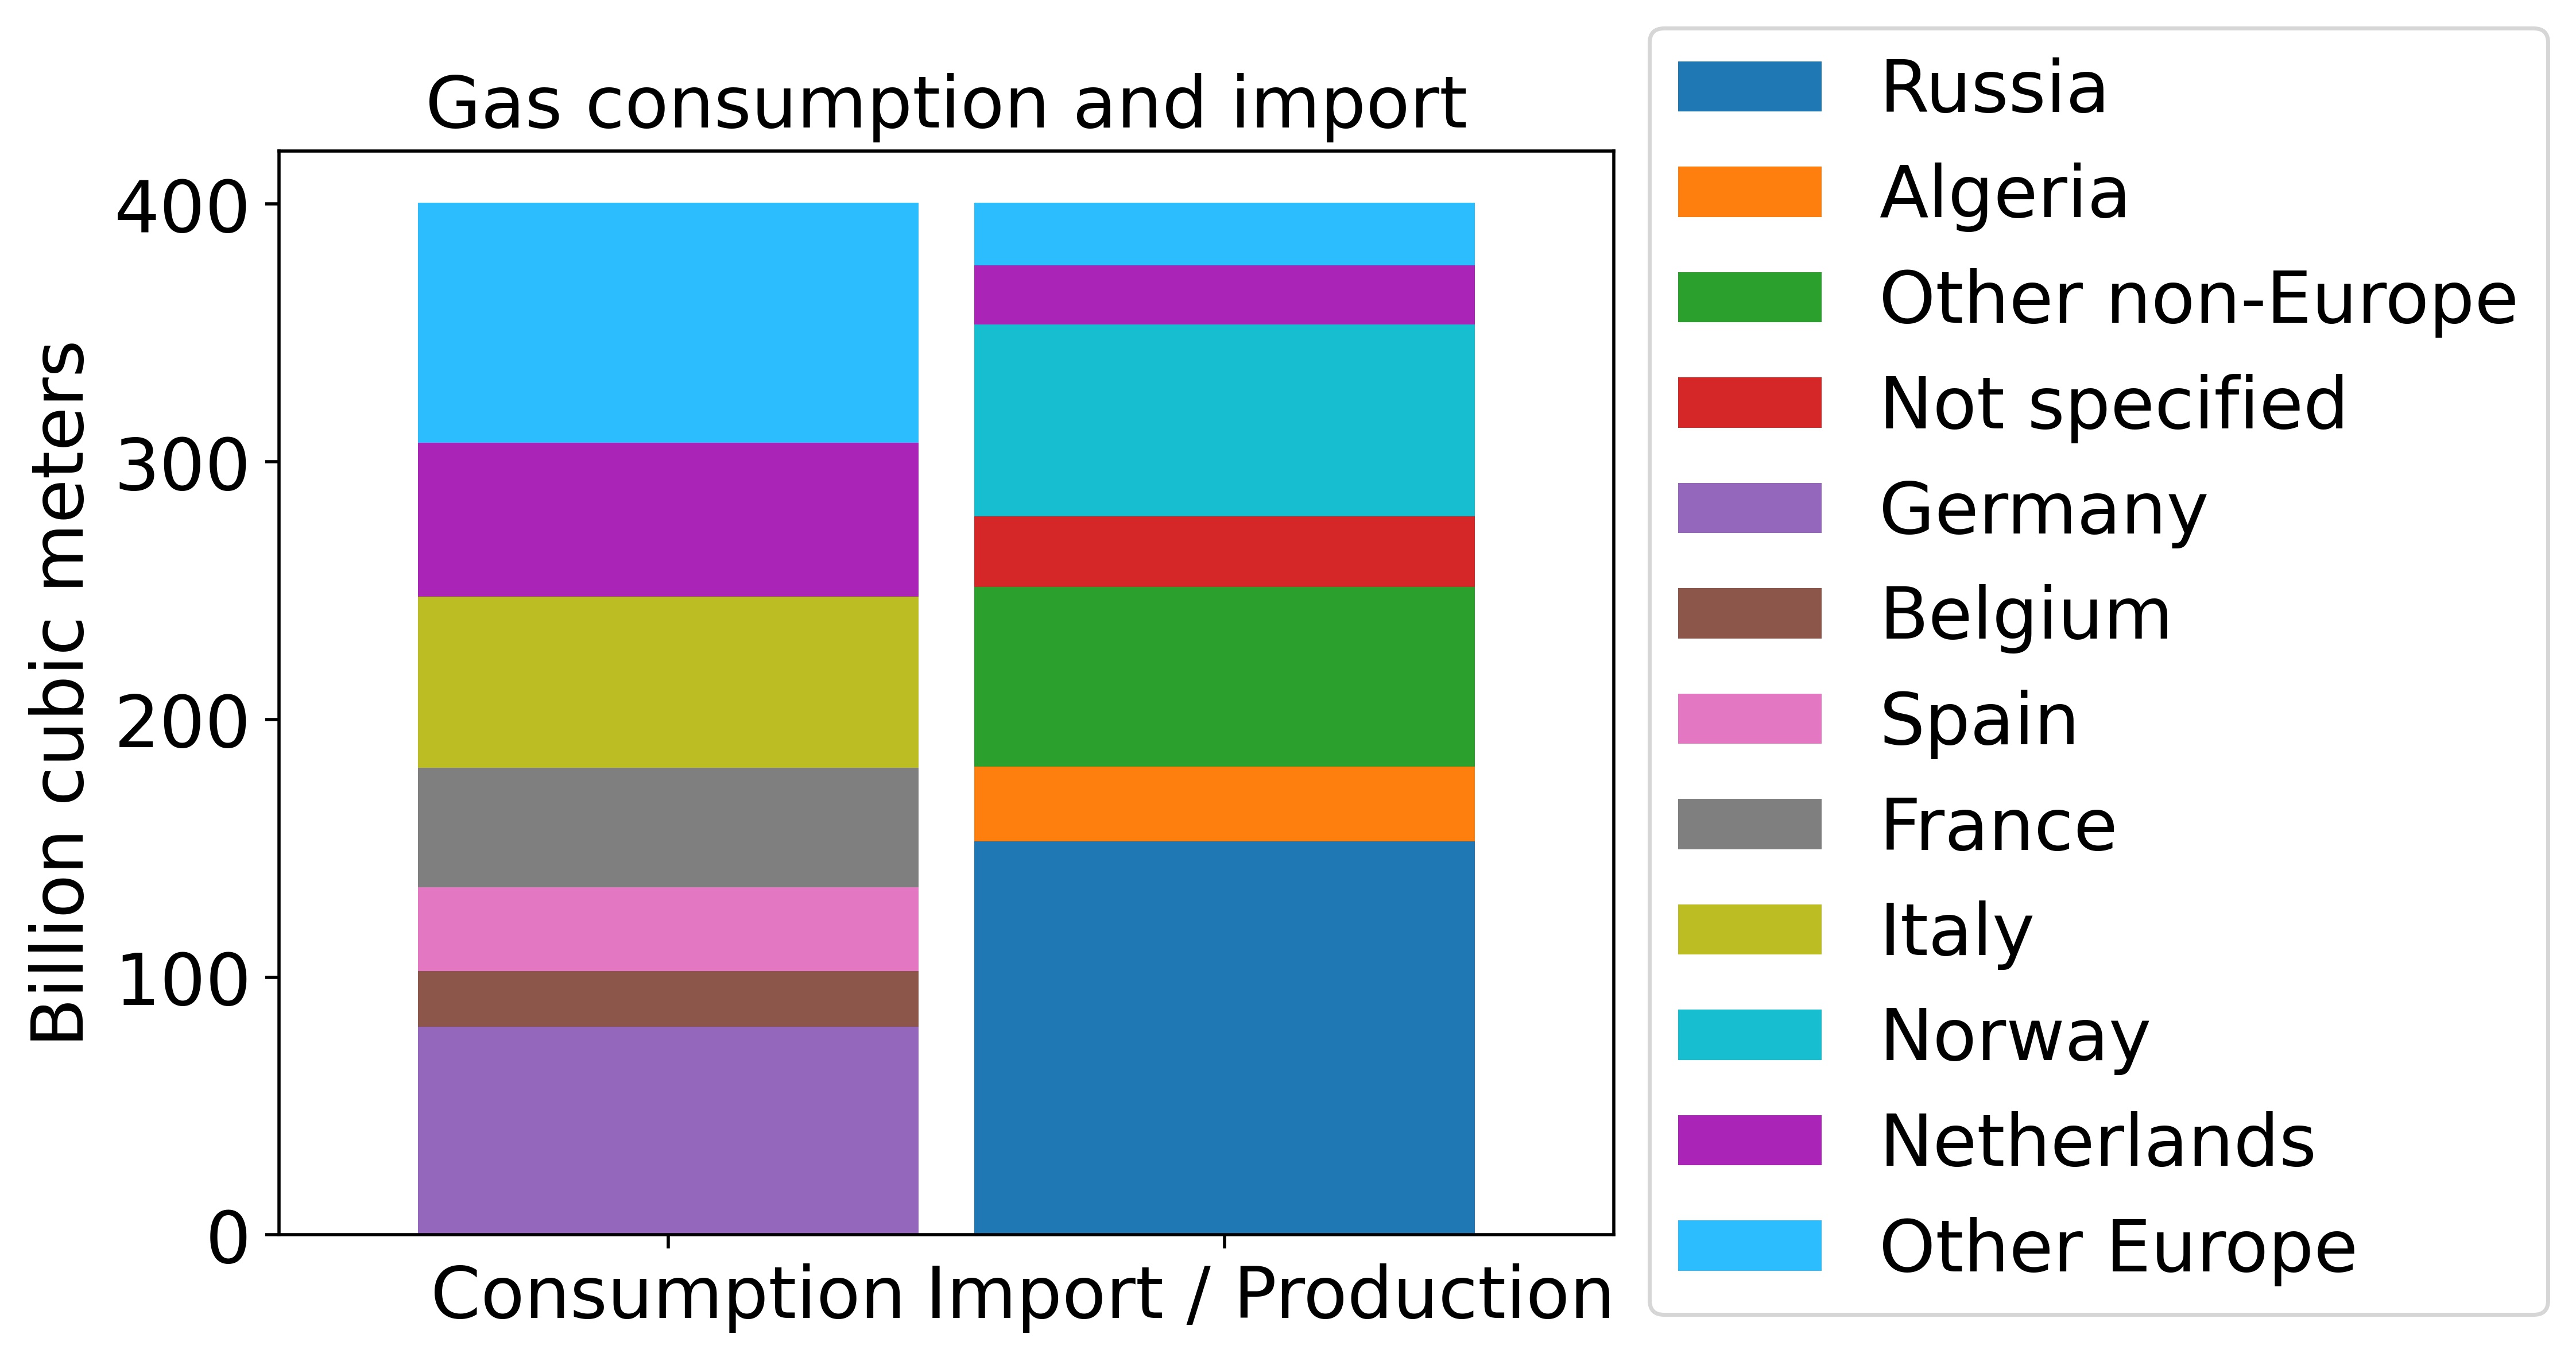 Gas consumption and import
Billion cubic meters
400
300
200
100
0
Consumption
Import / Production
Russia
Algeria
Other non-Europe
Not specified
Germany
Belgium
Spain
France
Italy
Norway
Netherlands
Other Europe